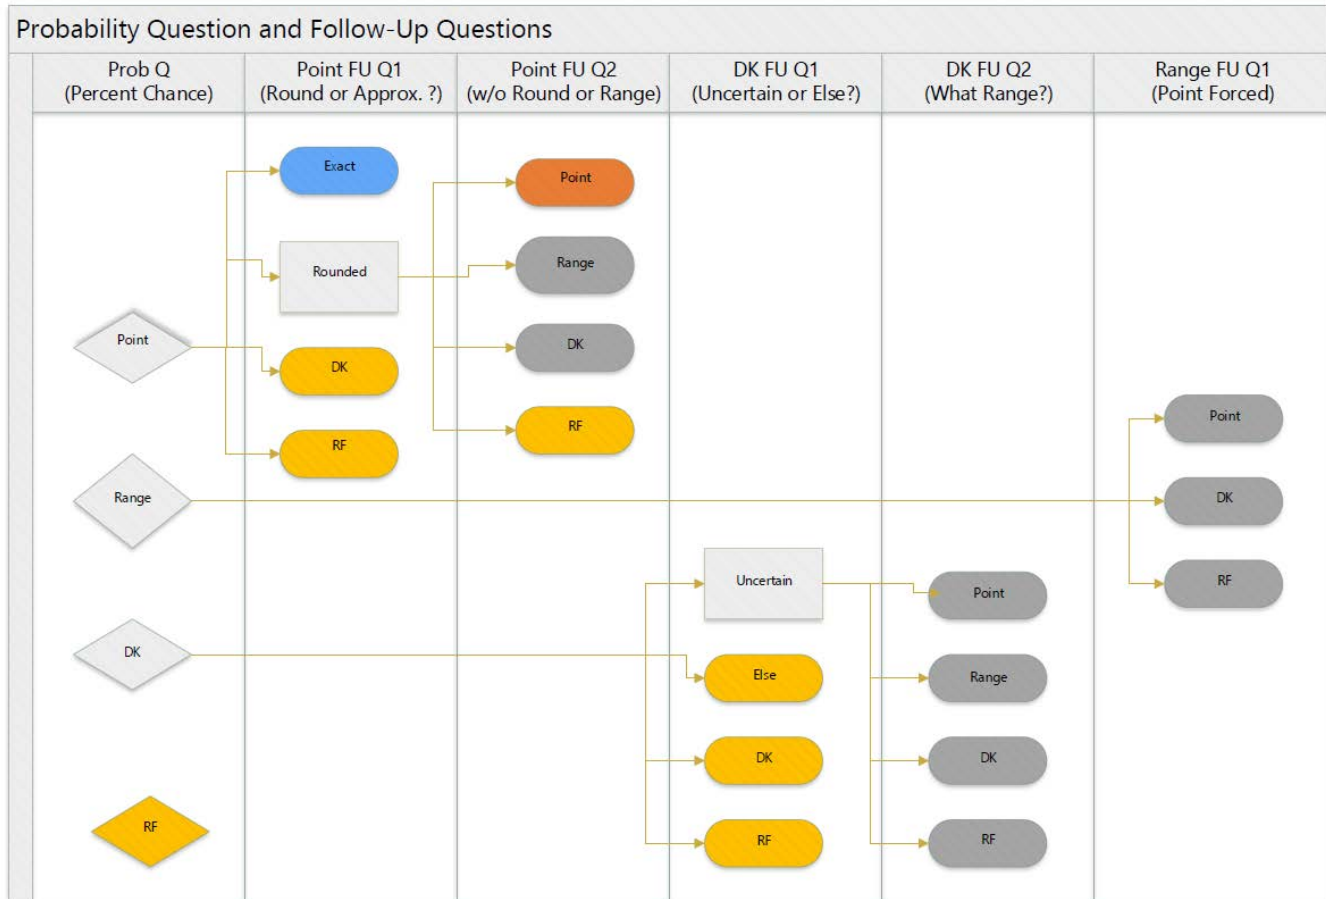 Probability Question and Follow-Up Questions
Prob Q
(Percent Chance)
Point FU Q1
(Round or Approx. ?)
Point FU Q2
(w/o Round or Range)
DK FU Q1
(Uncertain or Else?)
DK FU Q2
(What Range?)
Range FU Q1
(Point Forced)
Point
Range
DK
RF
Exact
Rounded
DK
RF
Point
Range
DK
RF
Uncertain
Else
DK
RF
Point
Range
DK
RF
Point
DK
RF